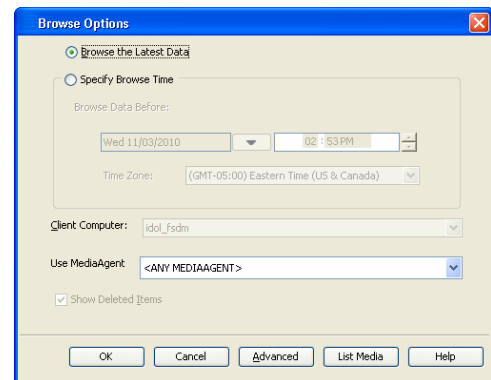 Browse Options
Browse the Latest Data
Specify Browse Time
Browse Data Before:
Wed 11/03/2010 02 : 53 PM
Time Zone: (GMT-05:00) Eastern Time (US & Canada)
Client Computer: idol_fsdm
Use MediaAgent <ANY MEDIAAGENT>
Show Deleted Items
OK Cancel Advanced List Media Help